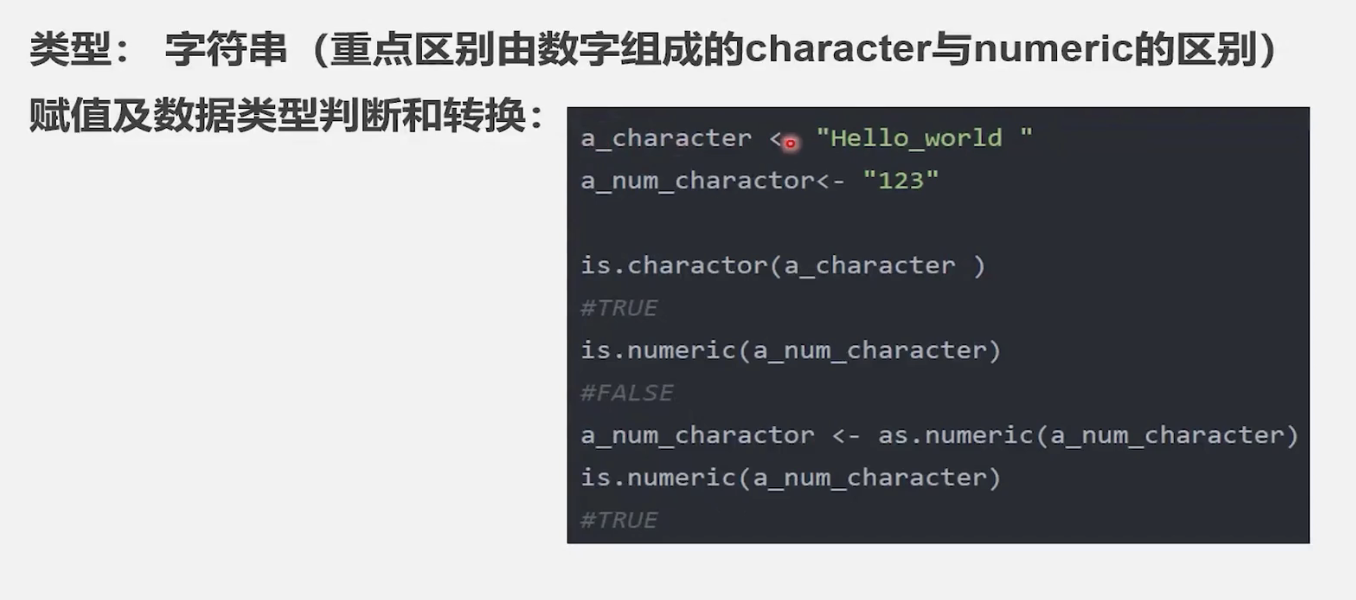 类型： 字符串（重点区别由数字组成的character与numeric的区别）
赋值及数据类型判断和转换：
a_character <- "Hello_world "
a_num_charactor<- "123"
is.charactor(a_character )
#TRUE
is.numeric(a_num_character)
#FALSE
a_num_charactor <- as.numeric(a_num_character)
is.numeric(a_num_character)
#TRUE